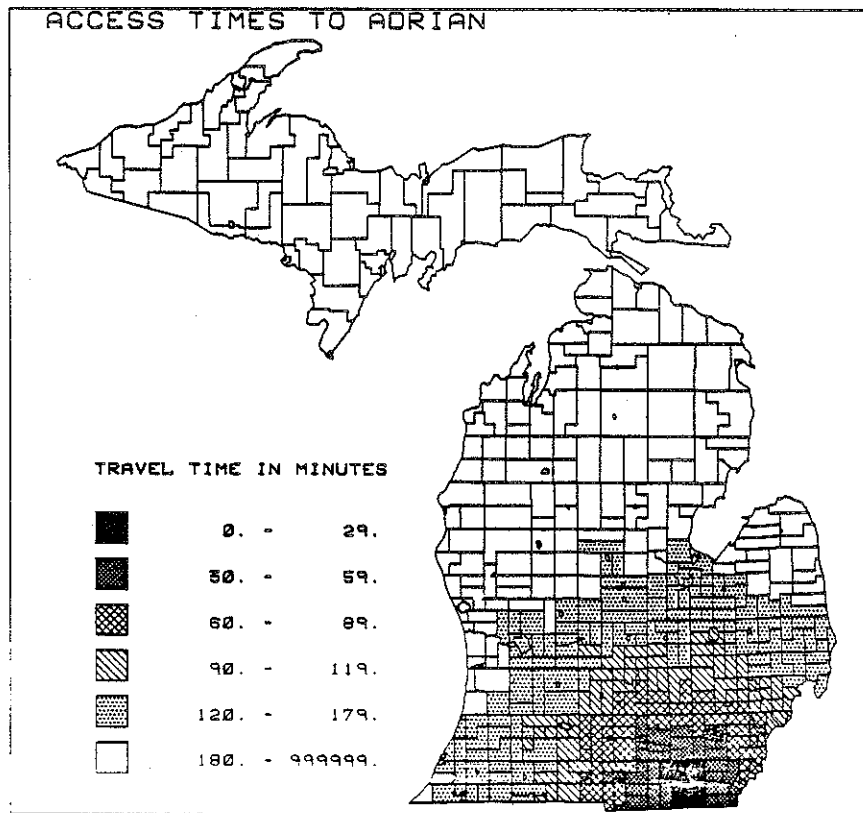 ACCESS TIMES TO ADRIAN
TRAVEL TIME IN MINUTES
0. - 29.
30. - 59.
60. - 89.
90. - 119.
120. - 179.
180. - 999999.